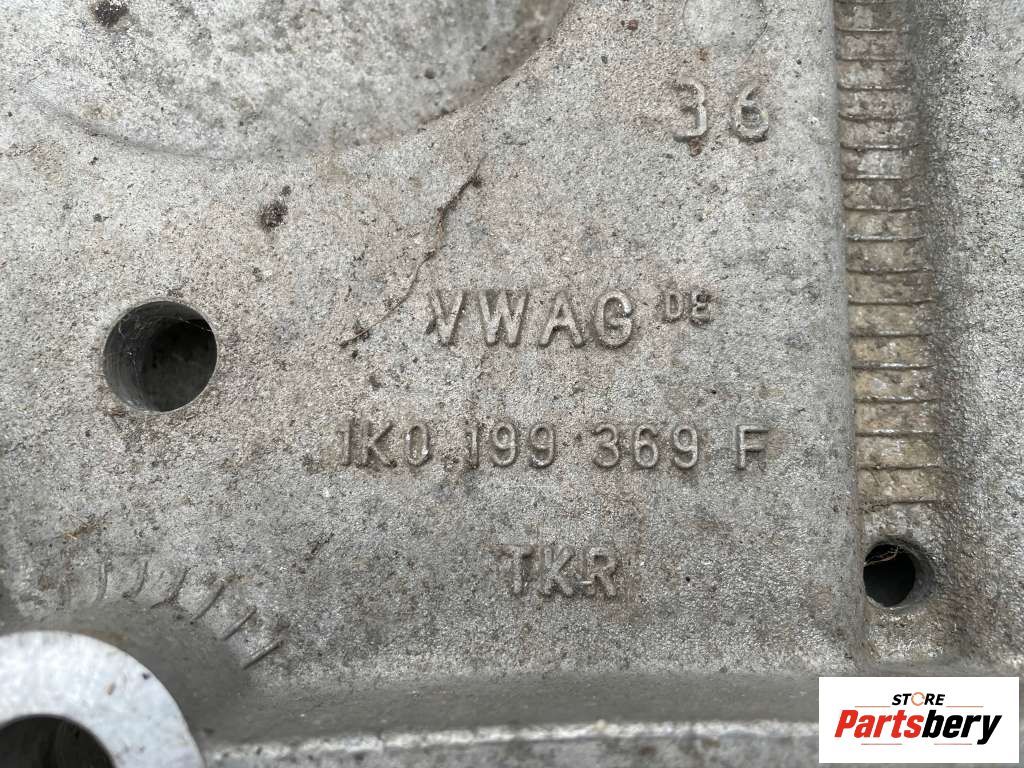 36
VWAG DE
1K0 199 369 F
TKR
STORE
Partsbery